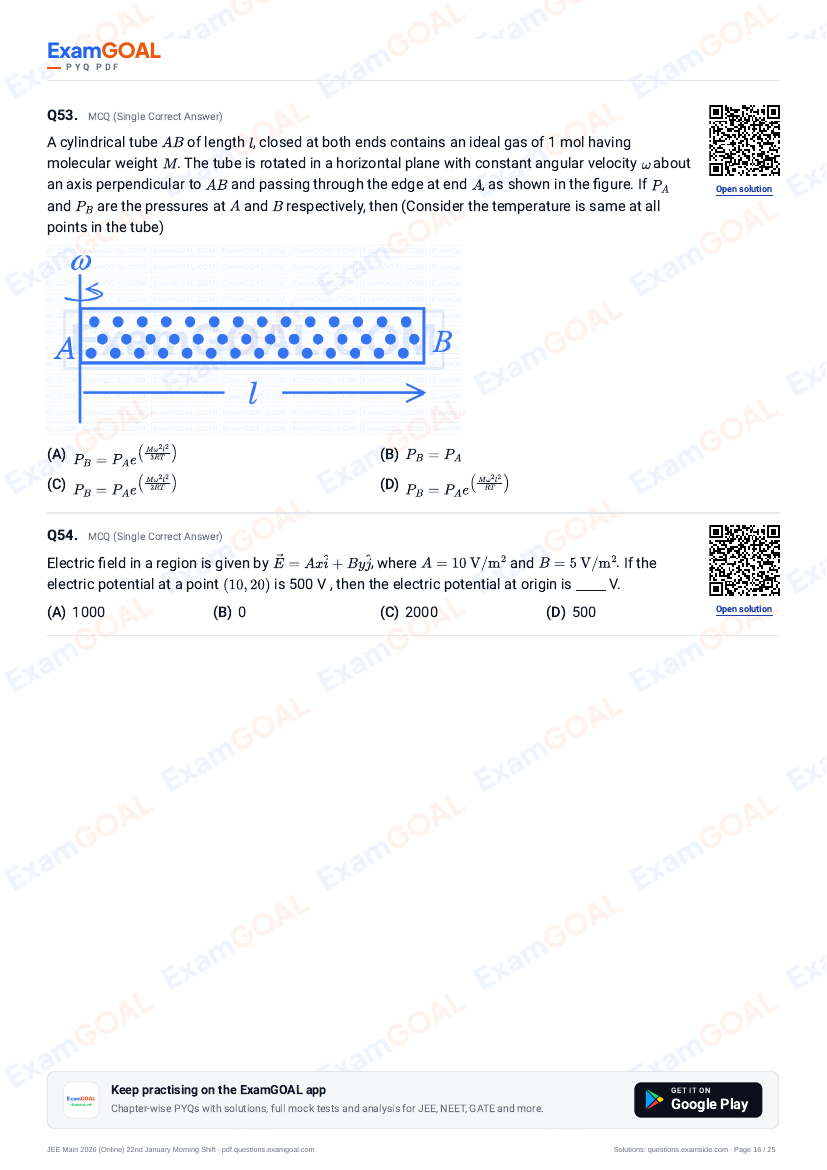 ExamGOAL
PYQ PDF
Q53. MCQ (Single Correct Answer)
A cylindrical tube AB of length l, closed at both ends contains an ideal gas of 1 mol having
molecular weight M. The tube is rotated in a horizontal plane with constant angular velocity ω about
an axis perpendicular to AB and passing through the edge at end A, as shown in the figure. If P_A
and P_B are the pressures at A and B respectively, then (Consider the temperature is same at all
points in the tube)
Open solution
ω
A B
l
(A) P_B = P_A e^(Mω²l²/3RT) (B) P_B = P_A
(C) P_B = P_A e^(Mω²l²/2RT) (D) P_B = P_A e^(Mω²l²/RT)
Q54. MCQ (Single Correct Answer)
Electric field in a region is given by E⃗ = Axî + Byĵ, where A = 10 V/m² and B = 5 V/m². If the
electric potential at a point (10, 20) is 500 V , then the electric potential at origin is ____ V.
(A) 1000 (B) 0 (C) 2000 (D) 500
Open solution
Keep practising on the ExamGOAL app
Chapter-wise PYQs with solutions, full mock tests and analysis for JEE, NEET, GATE and more.
GET IT ON
Google Play
JEE Main 2026 (Online) 22nd January Morning Shift · pdf.questions.examgoal.com
Solutions: questions.examside.com · Page 16 / 25